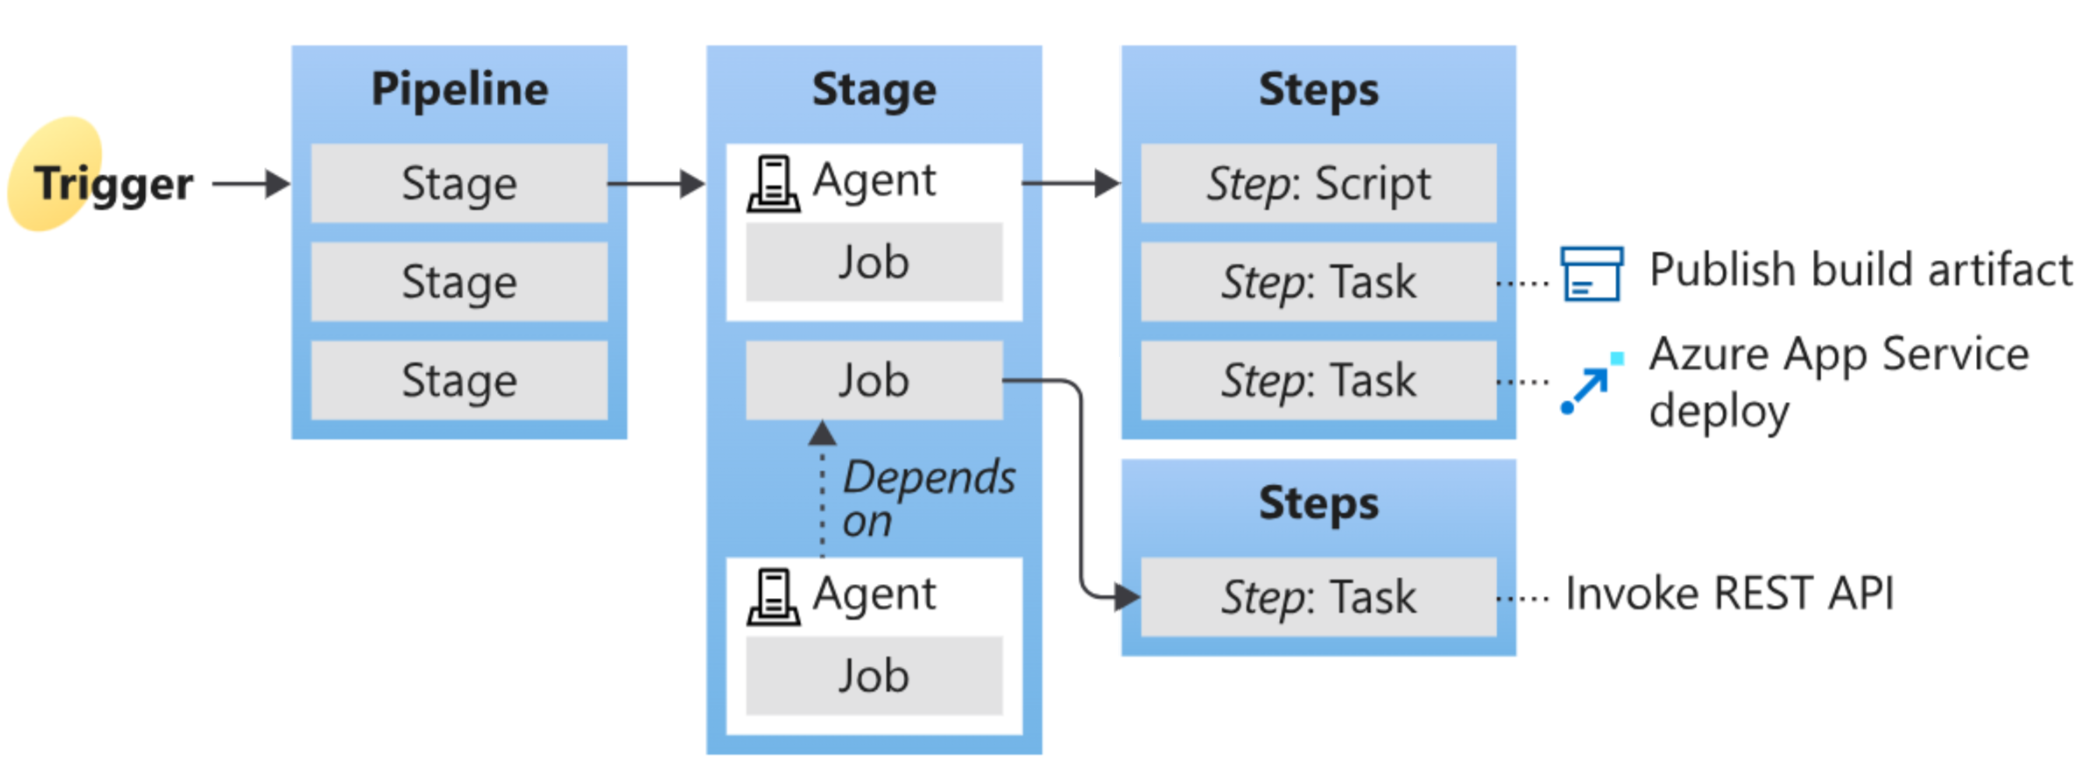 Trigger
Pipeline
Stage
Stage
Stage
Stage
Agent
Job
Job
Depends
on
Agent
Job
Steps
Step: Script
Step: Task
Publish build artifact
Step: Task
Azure App Service
deploy
Steps
Step: Task
Invoke REST API